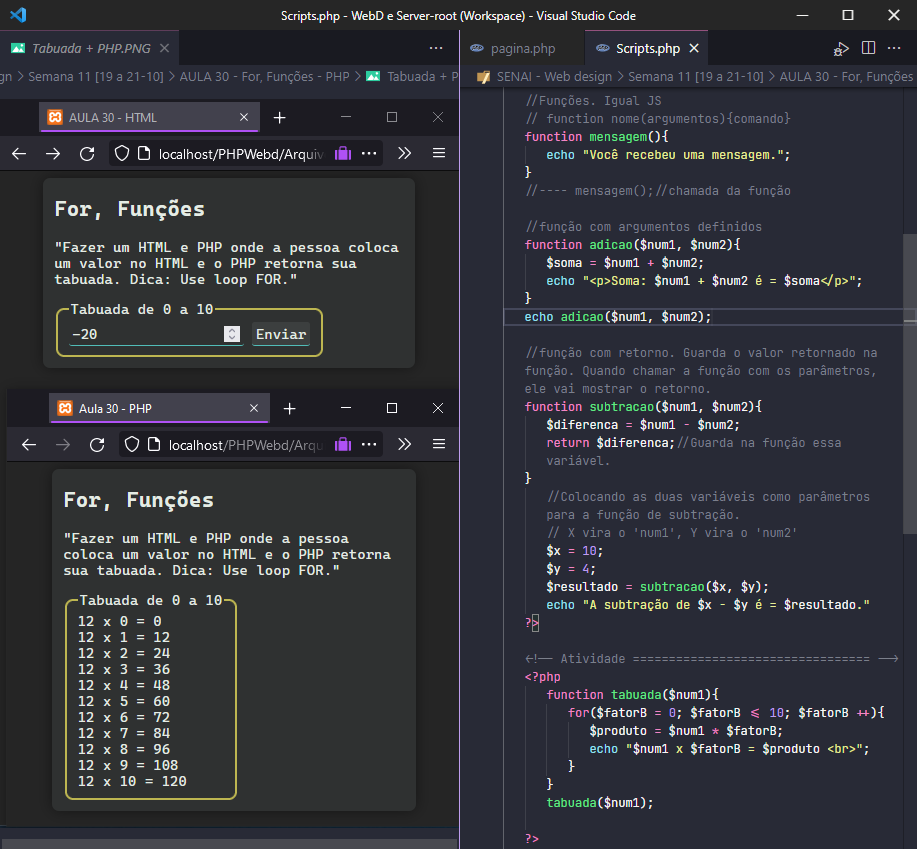 Scripts.php - WebD e Server-root (Workspace) - Visual Studio Code
Tabuada + PHP.PNG
gn > Semana 11 [19 a 21-10] > AULA 30 - For, Funções - PHP > Tabuada + P
AULA 30 - HTML
localhost/PHPWebd/Arquiv
For, Funções
"Fazer um HTML e PHP onde a pessoa coloca
um valor no HTML e o PHP retorna sua
tabuada. Dica: Use loop FOR."
Tabuada de 0 a 10
-20
Enviar
Aula 30 - PHP
localhost/PHPWebd/Arqu
For, Funções
"Fazer um HTML e PHP onde a pessoa
coloca um valor no HTML e o PHP retorna
sua tabuada. Dica: Use loop FOR."
Tabuada de 0 a 10
12 x 0 = 0
12 x 1 = 12
12 x 2 = 24
12 x 3 = 36
12 x 4 = 48
12 x 5 = 60
12 x 6 = 72
12 x 7 = 84
12 x 8 = 96
12 x 9 = 108
12 x 10 = 120
pagina.php
Scripts.php
SENAI - Web design > Semana 11 [19 a 21-10] > AULA 30 - For, Funções
//Funções. Igual JS
// function nome(argumentos){comando}
function mensagem(){
echo "Você recebeu uma mensagem.";
}
//---- mensagem();//chamada da função
//função com argumentos definidos
function adicao($num1, $num2){
$soma = $num1 + $num2;
echo "<p>Soma: $num1 + $num2 é = $soma</p>";
}
echo adicao($num1, $num2);
//função com retorno. Guarda o valor retornado na
função. Quando chamar a função com os parâmetros,
ele vai mostrar o retorno.
function subtracao($num1, $num2){
$diferenca = $num1 - $num2;
return $diferenca;//Guarda na função essa
variável.
}
//Colocando as duas variáveis como parâmetros
para a função de subtração.
// X vira o 'num1', Y vira o 'num2'
$x = 10;
$y = 4;
$resultado = subtracao($x, $y);
echo "A subtração de $x - $y é = $resultado."
?>
<!-- Atividade ================================ -->
<?php
function tabuada($num1){
for($fatorB = 0; $fatorB <= 10; $fatorB ++){
$produto = $num1 * $fatorB;
echo "$num1 x $fatorB = $produto <br>";
}
}
tabuada($num1);
?>